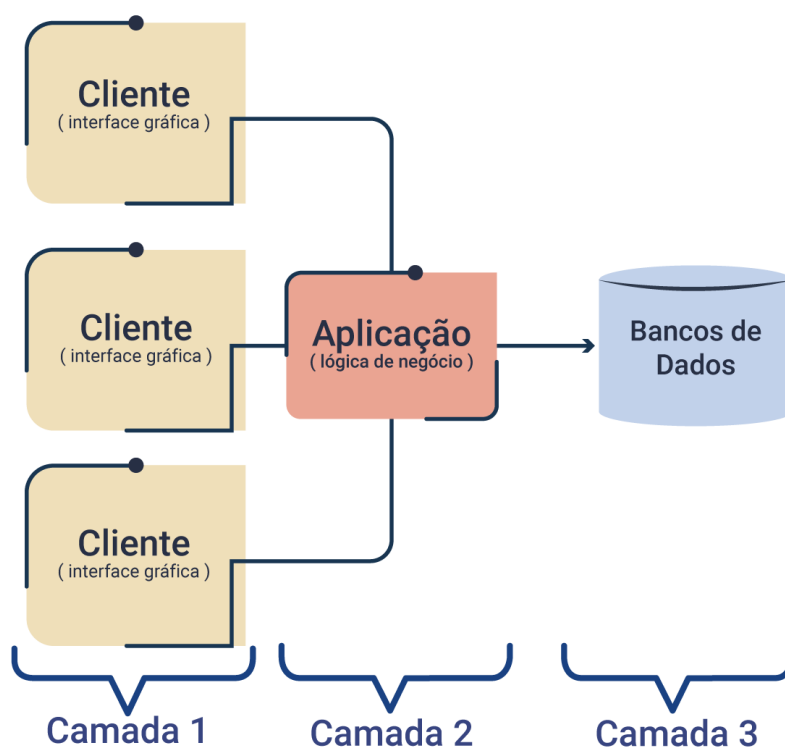 Cliente
( interface gráfica )
Cliente
( interface gráfica )
Cliente
( interface gráfica )
Aplicação
( lógica de negócio )
Bancos de
Dados
Camada 1
Camada 2
Camada 3